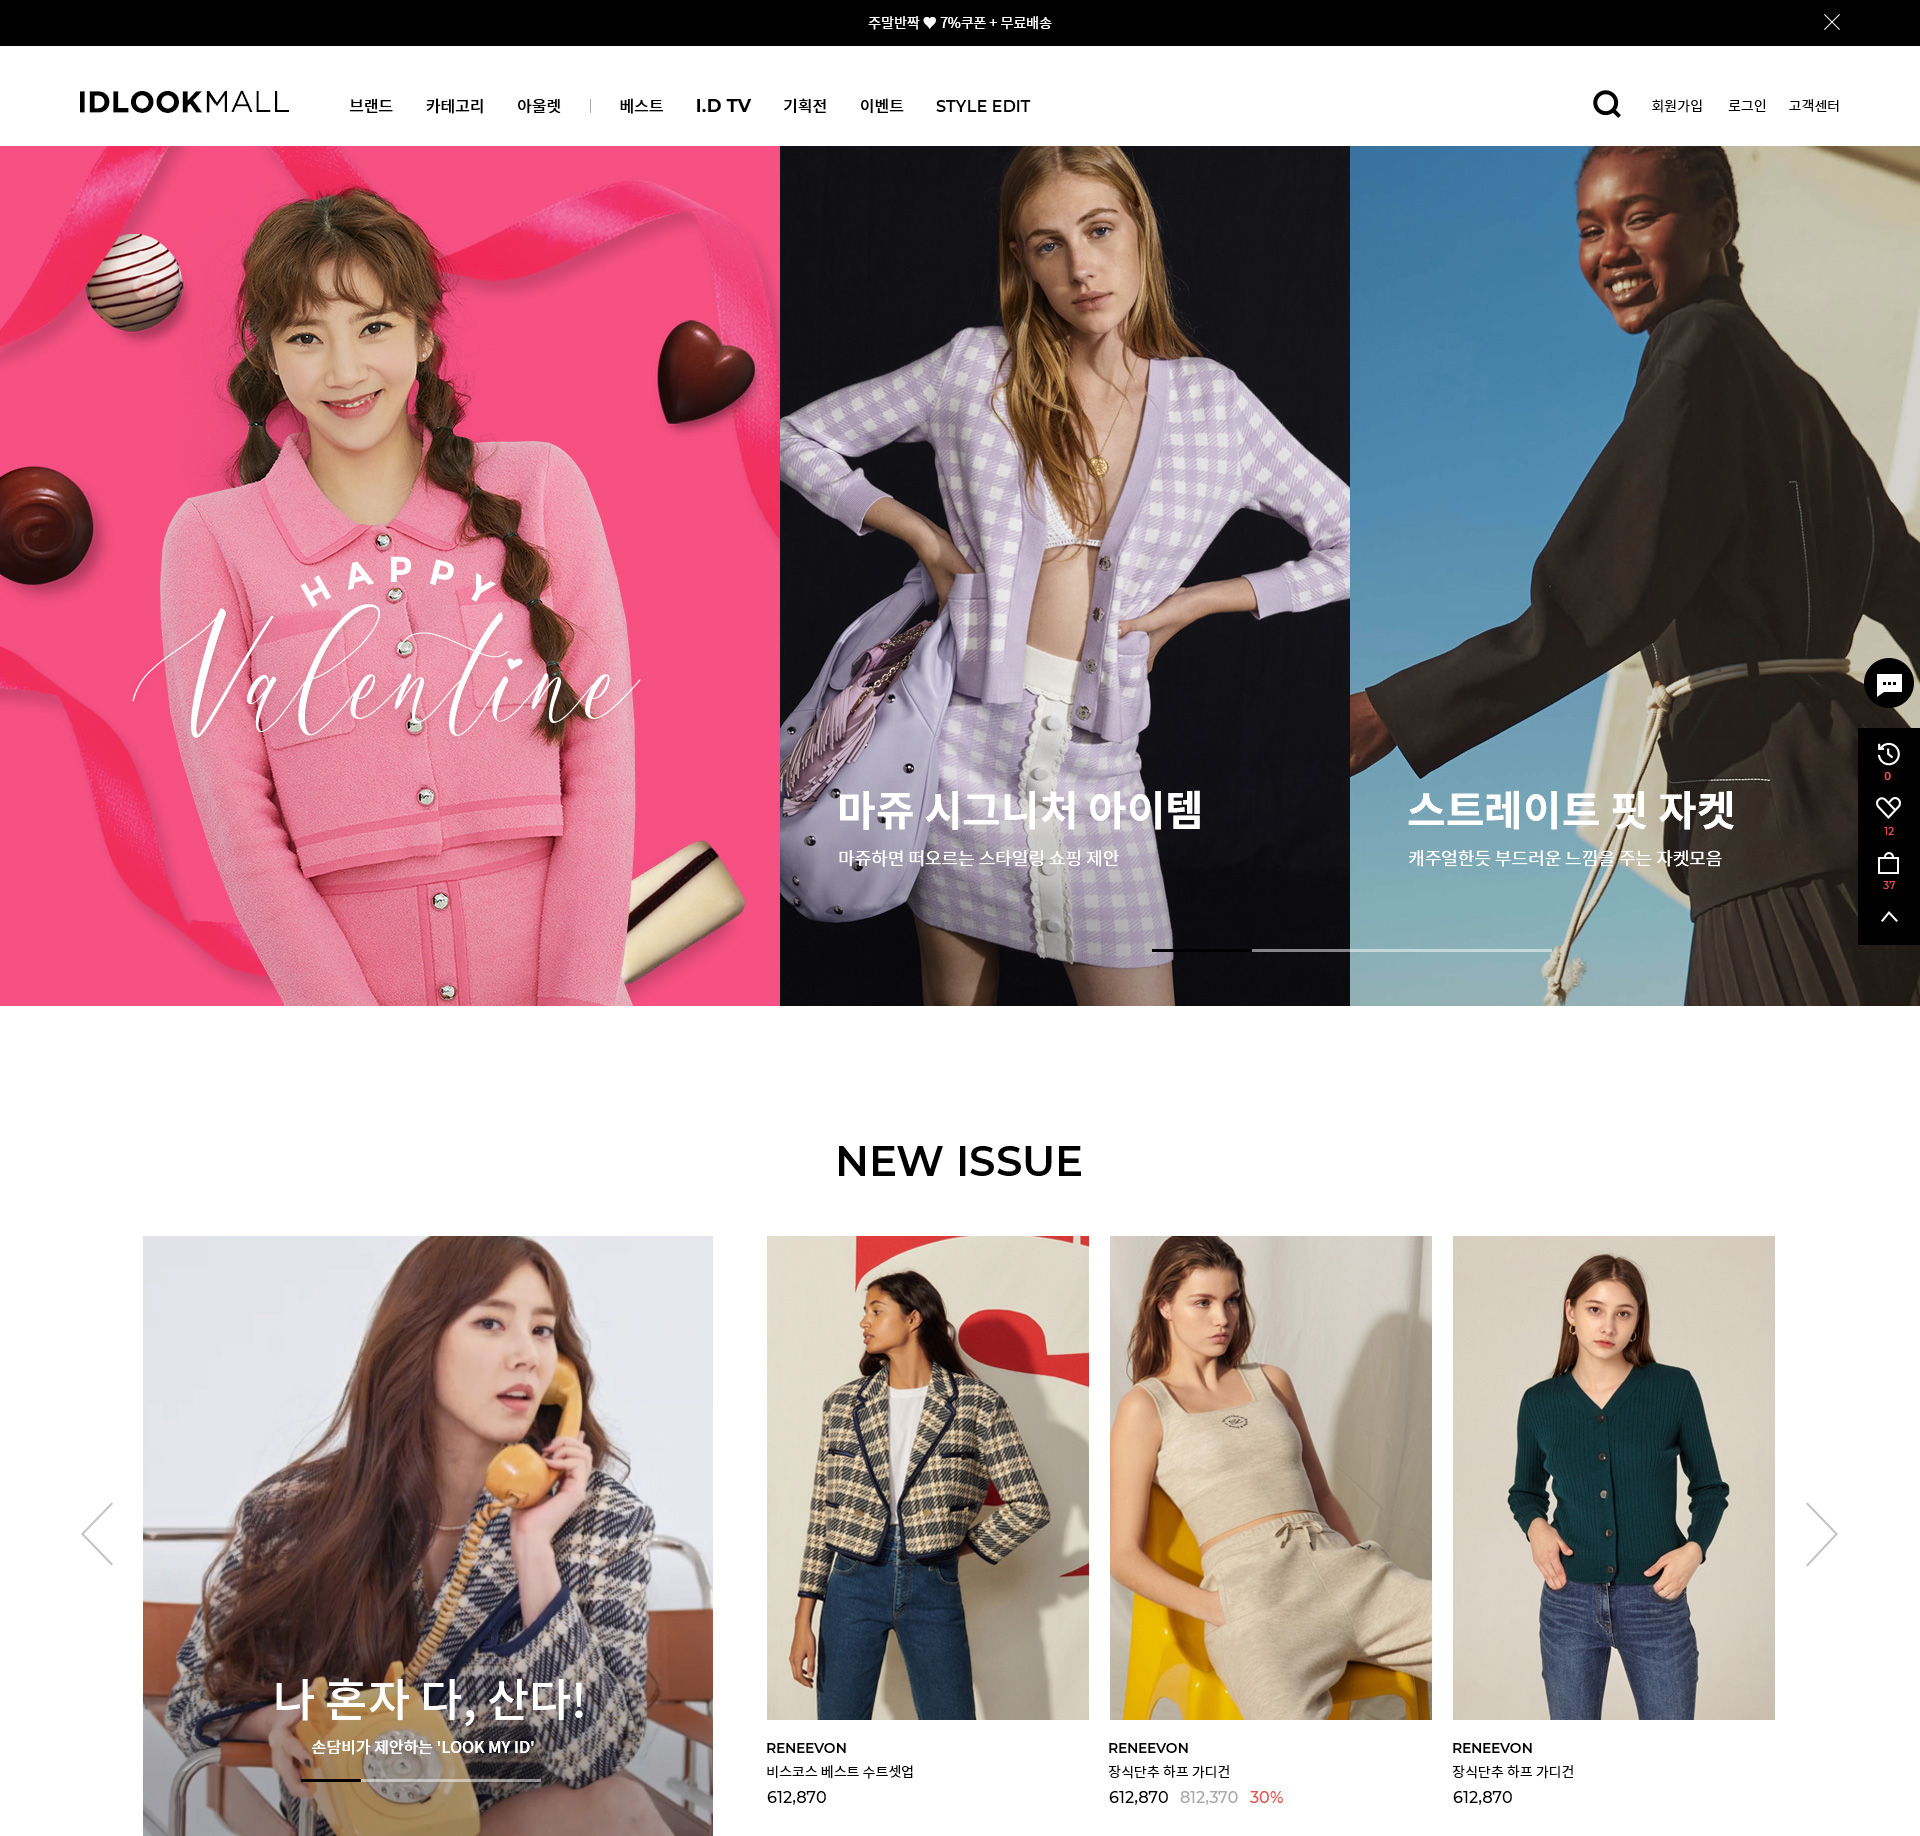 주말반짝 ♥ 7%쿠폰 + 무료배송
IDLOOKMALL
브랜드 카테고리 아울렛 베스트 I.D TV 기획전 이벤트 STYLE EDIT
회원가입 로그인 고객센터
HAPPY
Valentine
마쥬 시그니처 아이템
마쥬하면 떠오르는 스타일링 쇼핑 제안
스트레이트 핏 자켓
캐주얼한듯 부드러운 느낌을 주는 자켓모음
0
12
37
NEW ISSUE
나 혼자 다, 산다!
손담비가 제안하는 'LOOK MY ID'
RENEEVON
비스코스 베스트 수트셋업
612,870
RENEEVON
장식단추 하프 가디건
612,870 812,370 30%
RENEEVON
장식단추 하프 가디건
612,870